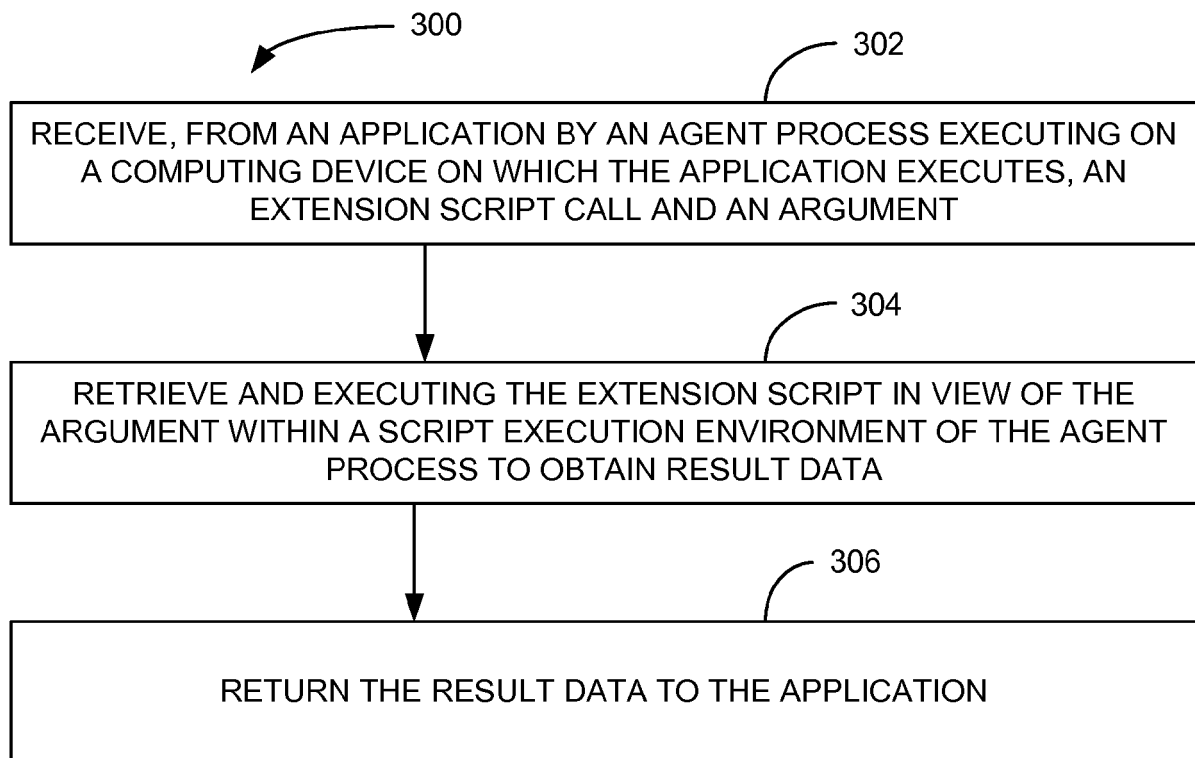 300
302
RECEIVE, FROM AN APPLICATION BY AN AGENT PROCESS EXECUTING ON
A COMPUTING DEVICE ON WHICH THE APPLICATION EXECUTES, AN
EXTENSION SCRIPT CALL AND AN ARGUMENT
304
RETRIEVE AND EXECUTING THE EXTENSION SCRIPT IN VIEW OF THE
ARGUMENT WITHIN A SCRIPT EXECUTION ENVIRONMENT OF THE AGENT
PROCESS TO OBTAIN RESULT DATA
306
RETURN THE RESULT DATA TO THE APPLICATION